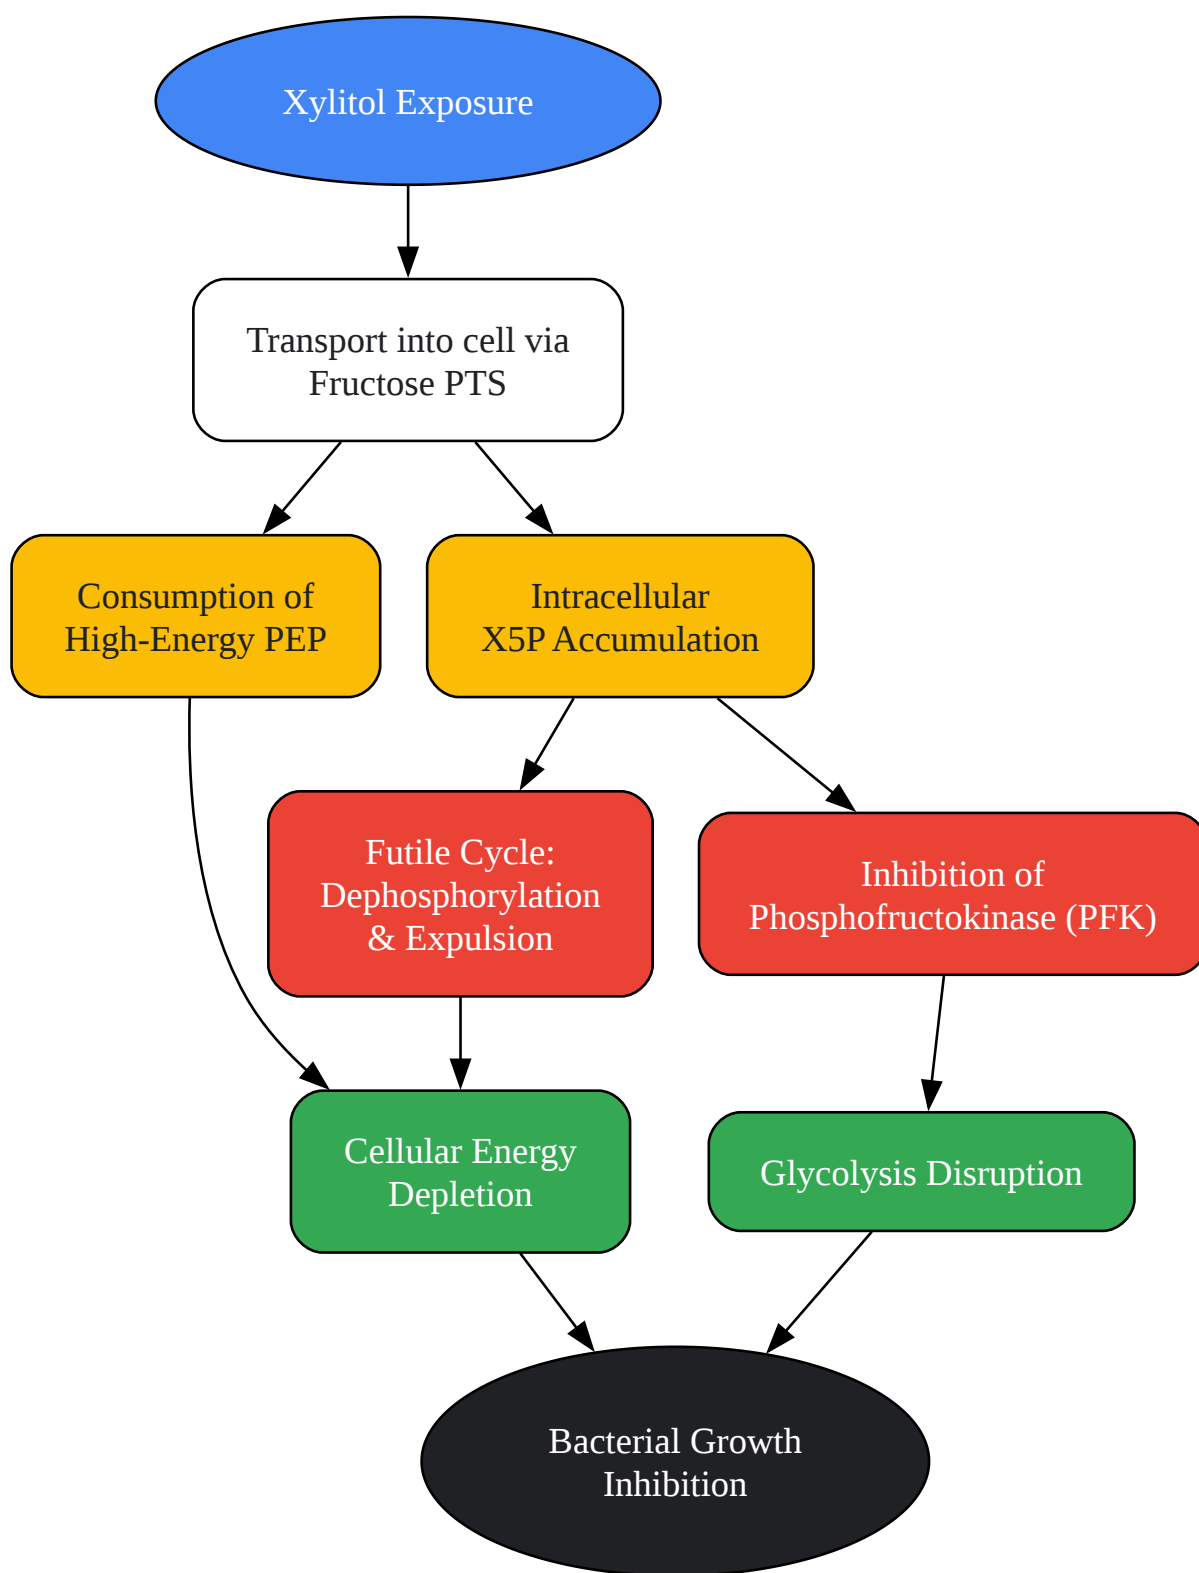 Xylitol Exposure
Transport into cell via
Fructose PTS
Consumption of
High-Energy PEP
Intracellular
X5P Accumulation
Futile Cycle:
Dephosphorylation
& Expulsion
Inhibition of
Phosphofructokinase (PFK)
Cellular Energy
Depletion
Glycolysis Disruption
Bacterial Growth
Inhibition